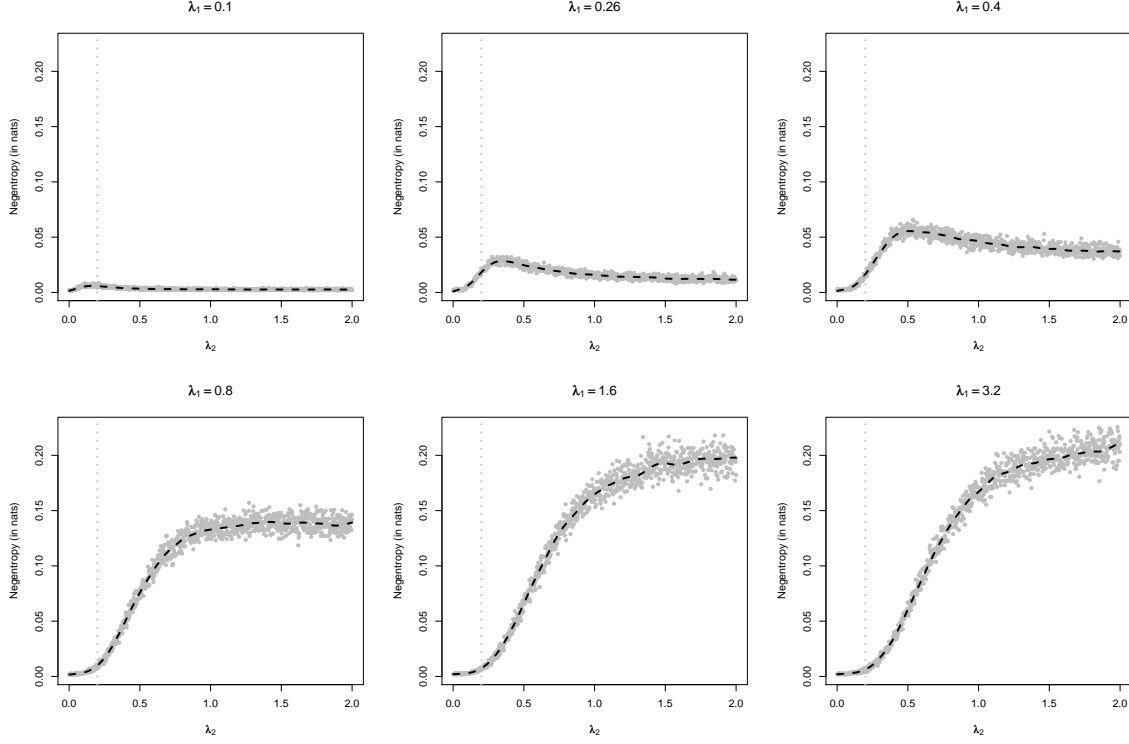 λ₁ = 0.1
Negentropy (in nats)
0.20
0.15
0.10
0.05
0.00
0.0 0.5 1.0 1.5 2.0
λ₂
λ₁ = 0.26
Negentropy (in nats)
0.20
0.15
0.10
0.05
0.00
0.0 0.5 1.0 1.5 2.0
λ₂
λ₁ = 0.4
Negentropy (in nats)
0.20
0.15
0.10
0.05
0.00
0.0 0.5 1.0 1.5 2.0
λ₂
λ₁ = 0.8
Negentropy (in nats)
0.20
0.15
0.10
0.05
0.00
0.0 0.5 1.0 1.5 2.0
λ₂
λ₁ = 1.6
Negentropy (in nats)
0.20
0.15
0.10
0.05
0.00
0.0 0.5 1.0 1.5 2.0
λ₂
λ₁ = 3.2
Negentropy (in nats)
0.20
0.15
0.10
0.05
0.00
0.0 0.5 1.0 1.5 2.0
λ₂